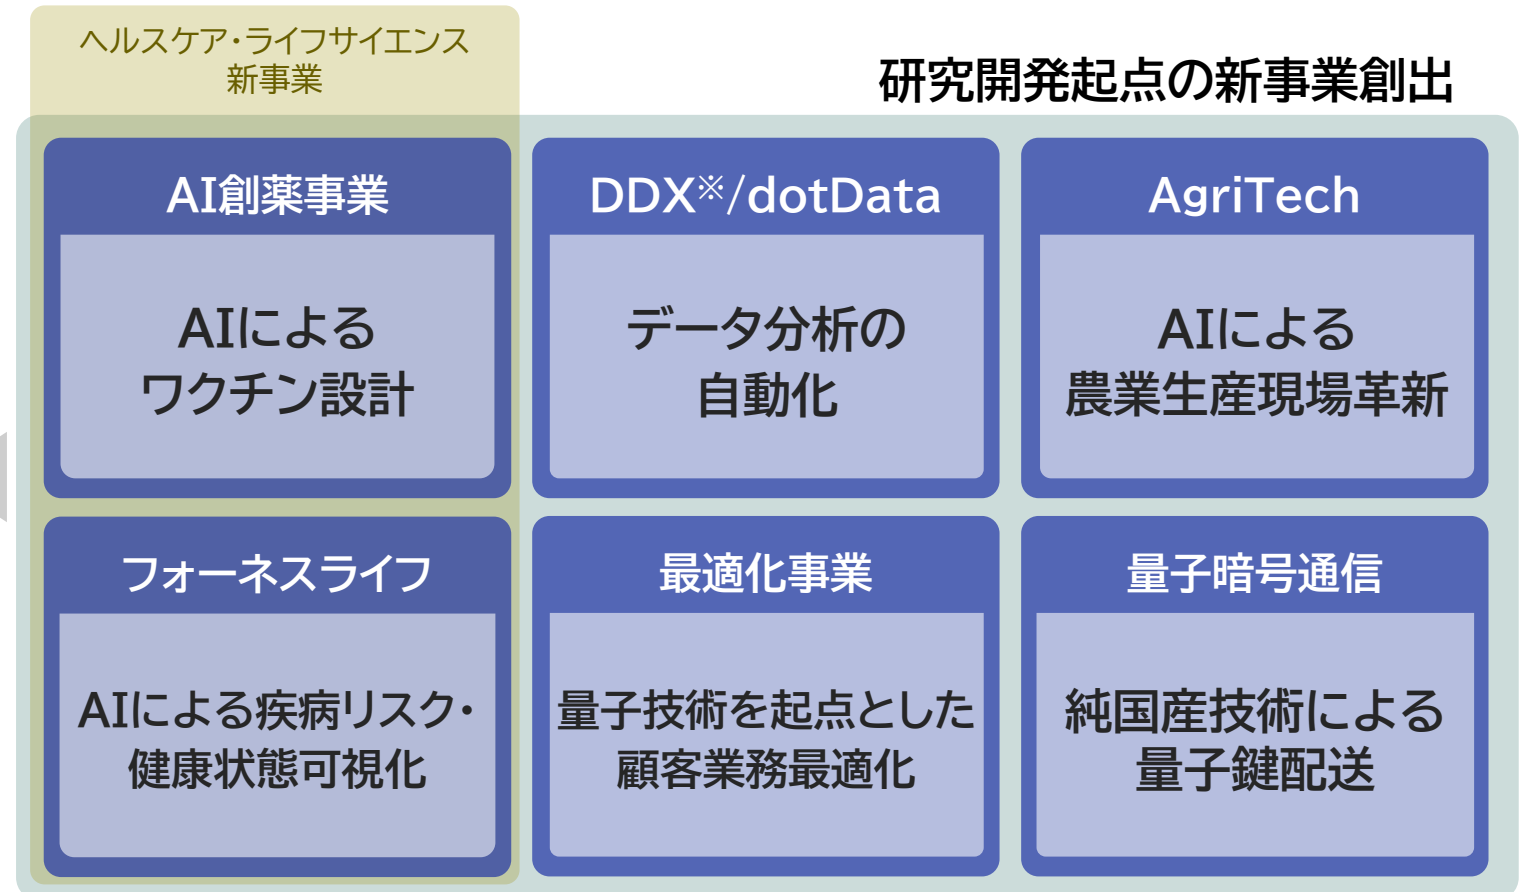 ヘルスケア・ライフサイエンス
新事業
研究開発起点の新事業創出
AI創薬事業
AIによる
ワクチン設計
DDX※/dotData
データ分析の
自動化
AgriTech
AIによる
農業生産現場革新
フォーネスライフ
AIによる疾病リスク・
健康状態可視化
最適化事業
量子技術を起点とした
顧客業務最適化
量子暗号通信
純国産技術による
量子鍵配送